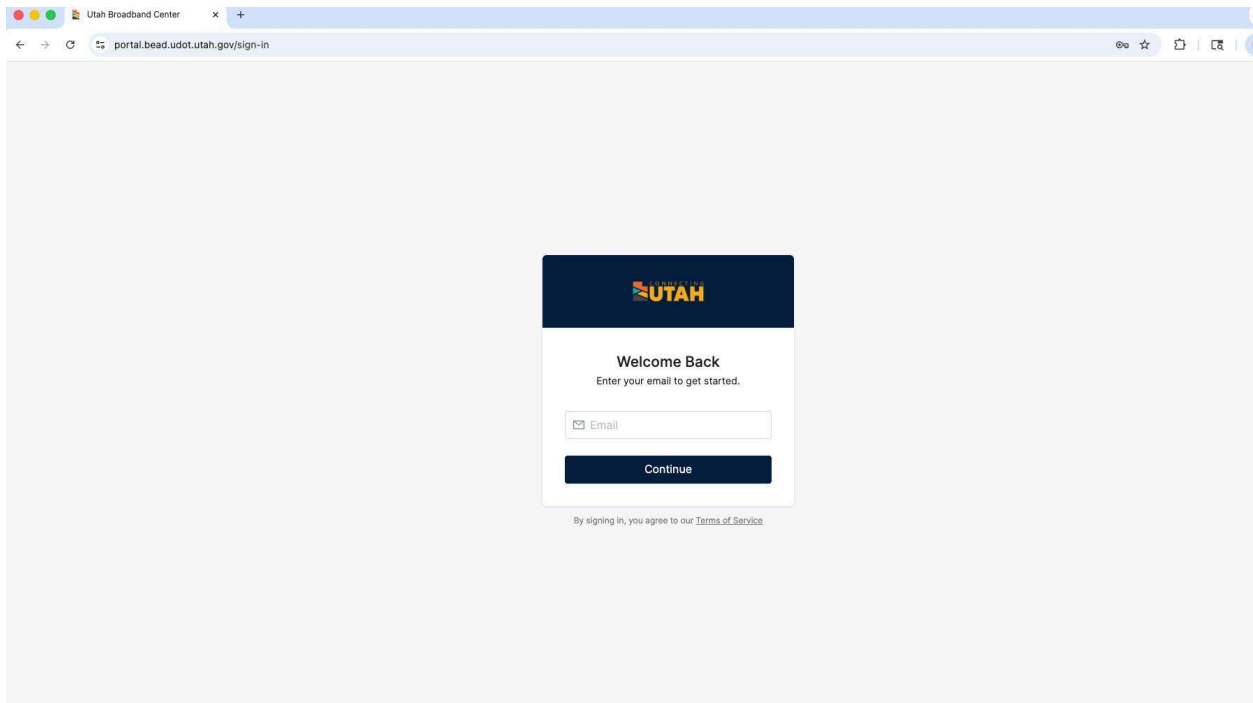 Utah Broadband Center
portal.bead.udot.utah.gov/sign-in
CONNECTING
UTAH
Welcome Back
Enter your email to get started.
Email
Continue
By signing in, you agree to our Terms of Service